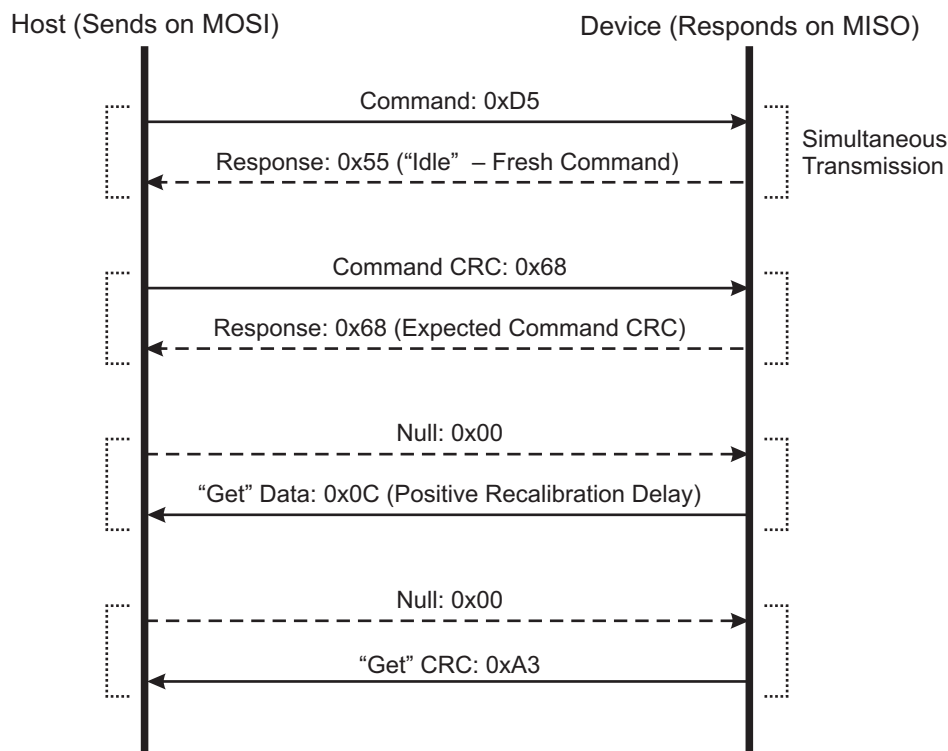 Host (Sends on MOSI)
Device (Responds on MISO)
Command: 0xD5
Simultaneous
Transmission
Response: 0x55 (“Idle” – Fresh Command)
Command CRC: 0x68
Response: 0x68 (Expected Command CRC)
Null: 0x00
“Get” Data: 0x0C (Positive Recalibration Delay)
Null: 0x00
“Get” CRC: 0xA3